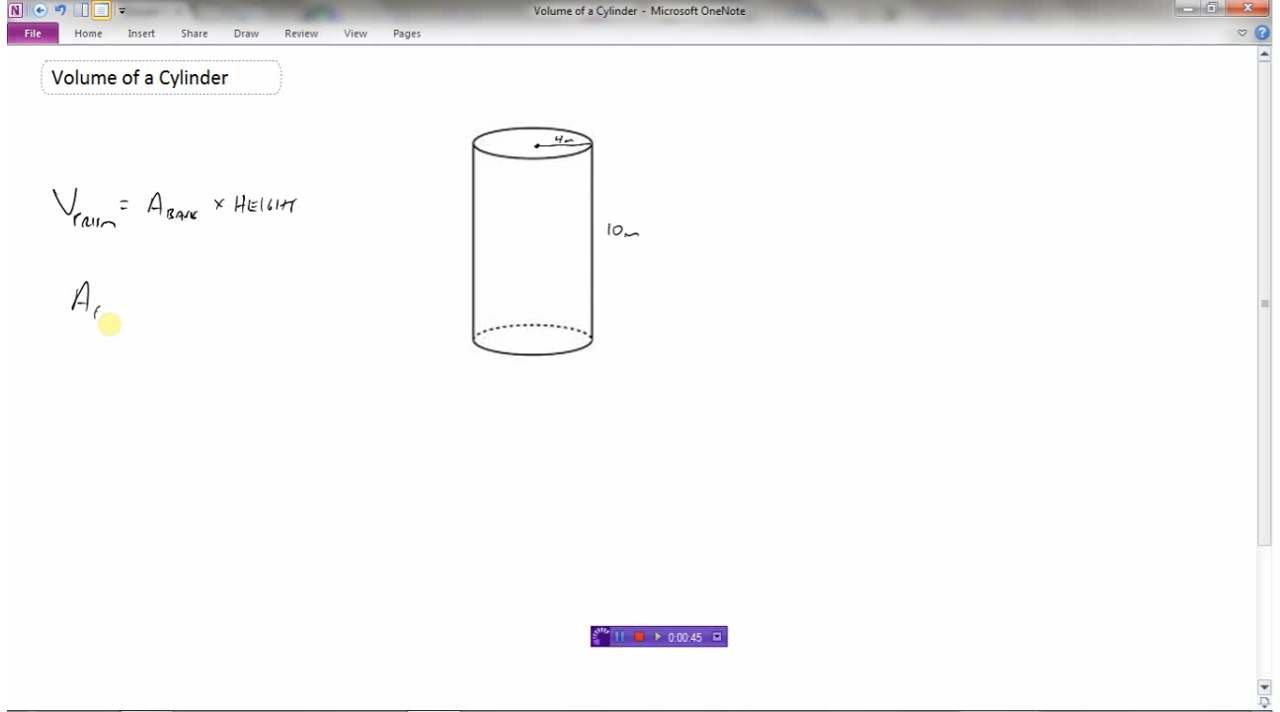 Volume of a Cylinder - Microsoft OneNote
File Home Insert Share Draw Review View Pages
Volume of a Cylinder
4m
V = A BASE × HEIGHT
10m
A
0:00:45